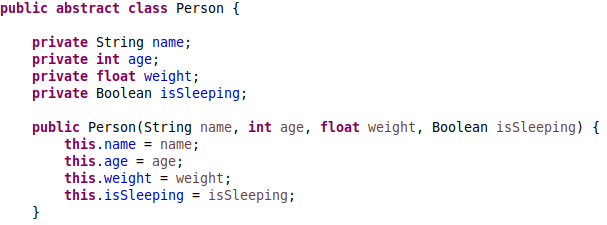 public abstract class Person {
private String name;
private int age;
private float weight;
private Boolean isSleeping;
public Person(String name, int age, float weight, Boolean isSleeping) {
this.name = name;
this.age = age;
this.weight = weight;
this.isSleeping = isSleeping;
}